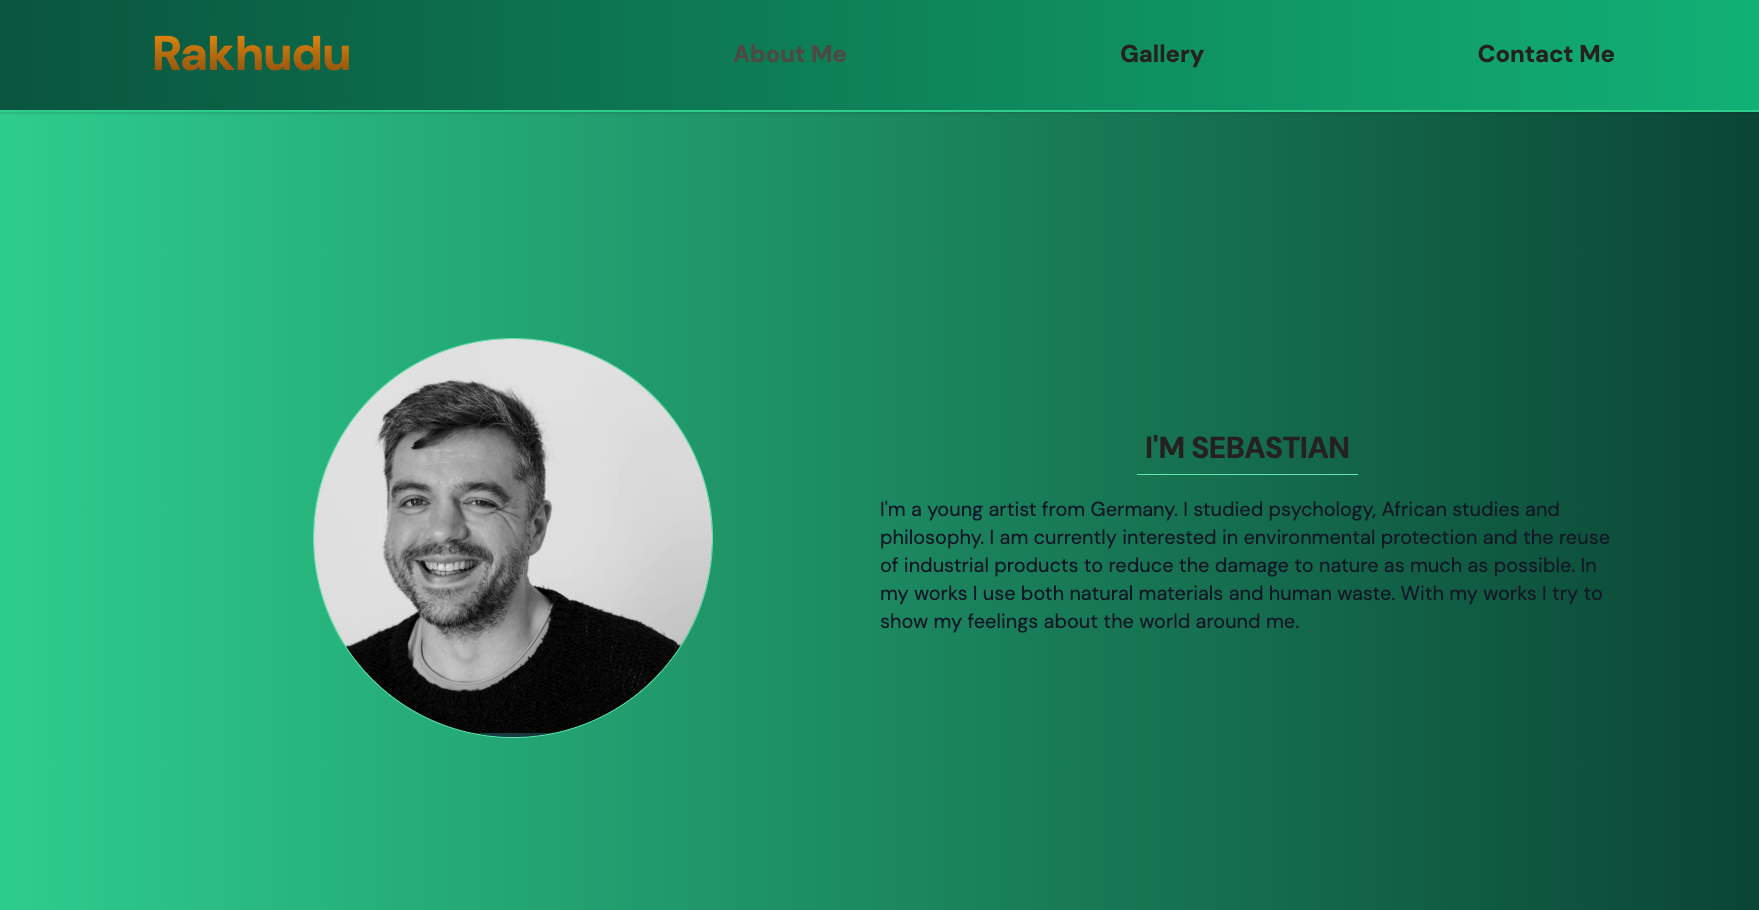 Rakhudu
About Me
Gallery
Contact Me
I'M SEBASTIAN
I'm a young artist from Germany. I studied psychology, African studies and
philosophy. I am currently interested in environmental protection and the reuse
of industrial products to reduce the damage to nature as much as possible. In
my works I use both natural materials and human waste. With my works I try to
show my feelings about the world around me.